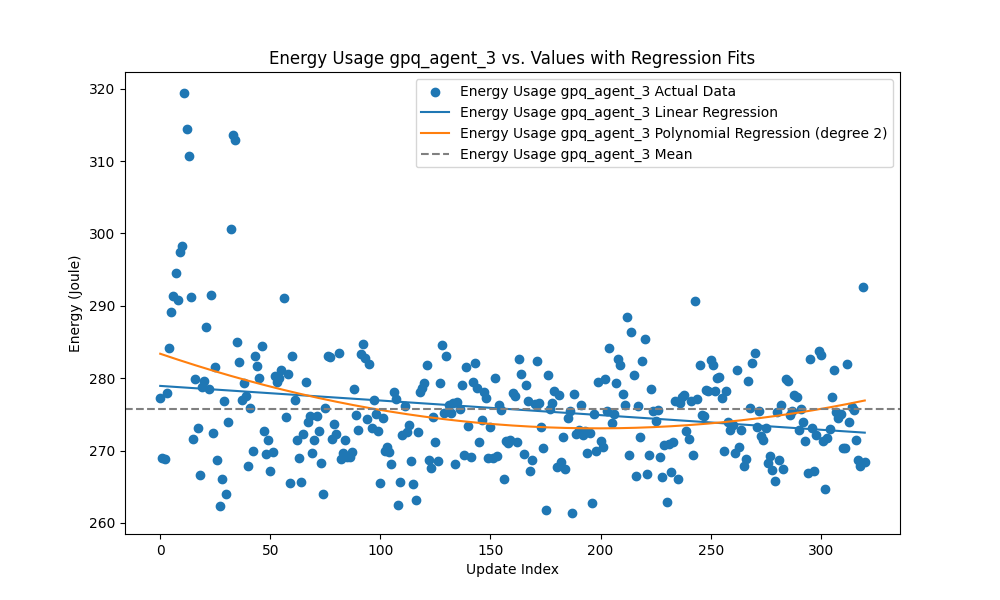 Energy Usage gpq_agent_3 vs. Values with Regression Fits
Energy Usage gpq_agent_3 Actual Data
Energy Usage gpq_agent_3 Linear Regression
Energy Usage gpq_agent_3 Polynomial Regression (degree 2)
Energy Usage gpq_agent_3 Mean
320
310
300
290
280
270
260
Energy (Joule)
0 50 100 150 200 250 300
Update Index